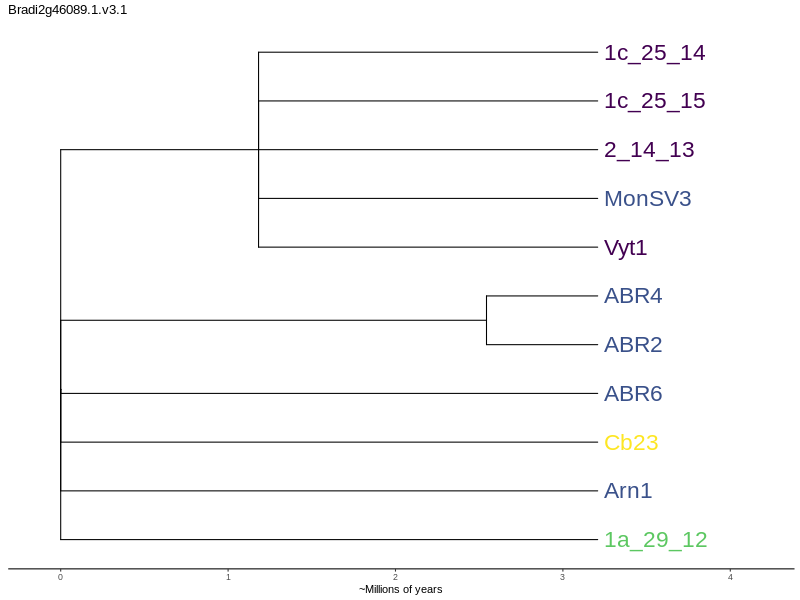 Bradi2g46089.1.v3.1
1c_25_14
1c_25_15
2_14_13
MonSV3
Vyt1
ABR4
ABR2
ABR6
Cb23
Arn1
1a_29_12
0 1 2 3 4
~Millions of years